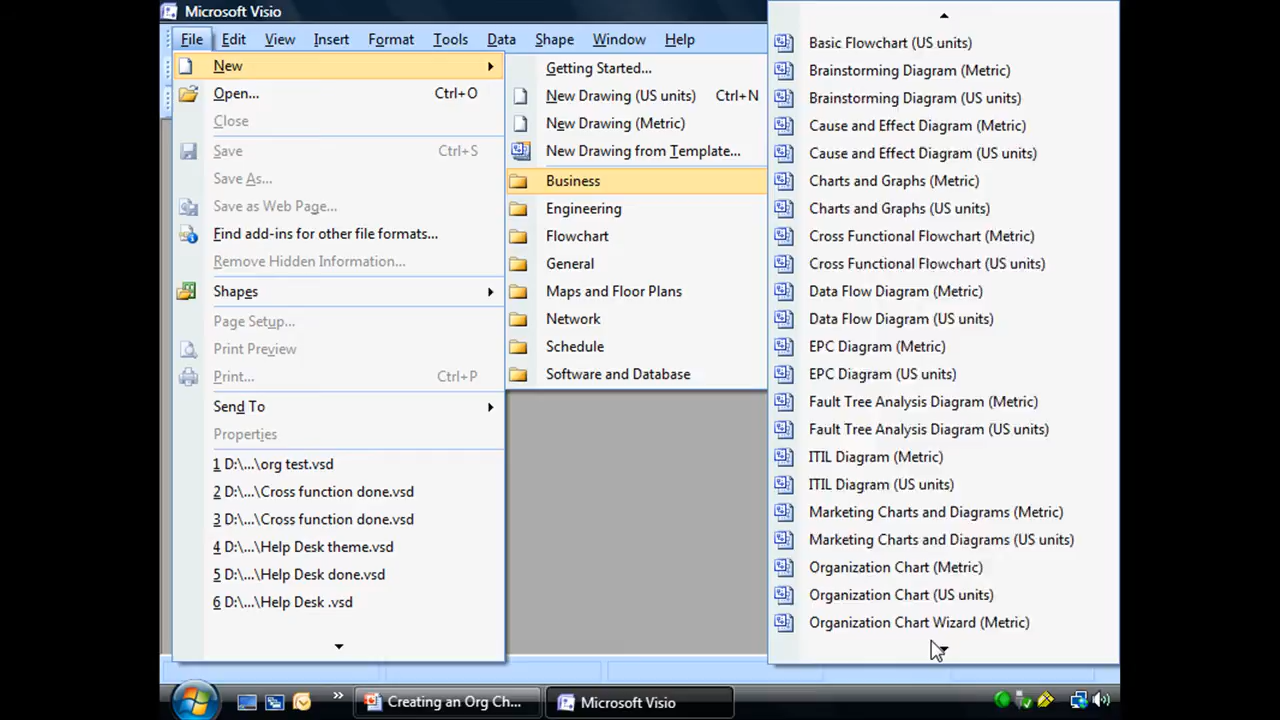 Microsoft Visio
File Edit View Insert Format Tools Data Shape Window Help
New
Open... Ctrl+O
Close
Save Ctrl+S
Save As...
Save as Web Page...
Find add-ins for other file formats...
Remove Hidden Information...
Shapes
Page Setup...
Print Preview
Print... Ctrl+P
Send To
Properties
1 D:\...\org test.vsd
2 D:\...\Cross function done.vsd
3 D:\...\Cross function done.vsd
4 D:\...\Help Desk theme.vsd
5 D:\...\Help Desk done.vsd
6 D:\...\Help Desk .vsd
Getting Started...
New Drawing (US units) Ctrl+N
New Drawing (Metric)
New Drawing from Template...
Business
Engineering
Flowchart
General
Maps and Floor Plans
Network
Schedule
Software and Database
Basic Flowchart (US units)
Brainstorming Diagram (Metric)
Brainstorming Diagram (US units)
Cause and Effect Diagram (Metric)
Cause and Effect Diagram (US units)
Charts and Graphs (Metric)
Charts and Graphs (US units)
Cross Functional Flowchart (Metric)
Cross Functional Flowchart (US units)
Data Flow Diagram (Metric)
Data Flow Diagram (US units)
EPC Diagram (Metric)
EPC Diagram (US units)
Fault Tree Analysis Diagram (Metric)
Fault Tree Analysis Diagram (US units)
ITIL Diagram (Metric)
ITIL Diagram (US units)
Marketing Charts and Diagrams (Metric)
Marketing Charts and Diagrams (US units)
Organization Chart (Metric)
Organization Chart (US units)
Organization Chart Wizard (Metric)
Creating an Org Ch...
Microsoft Visio